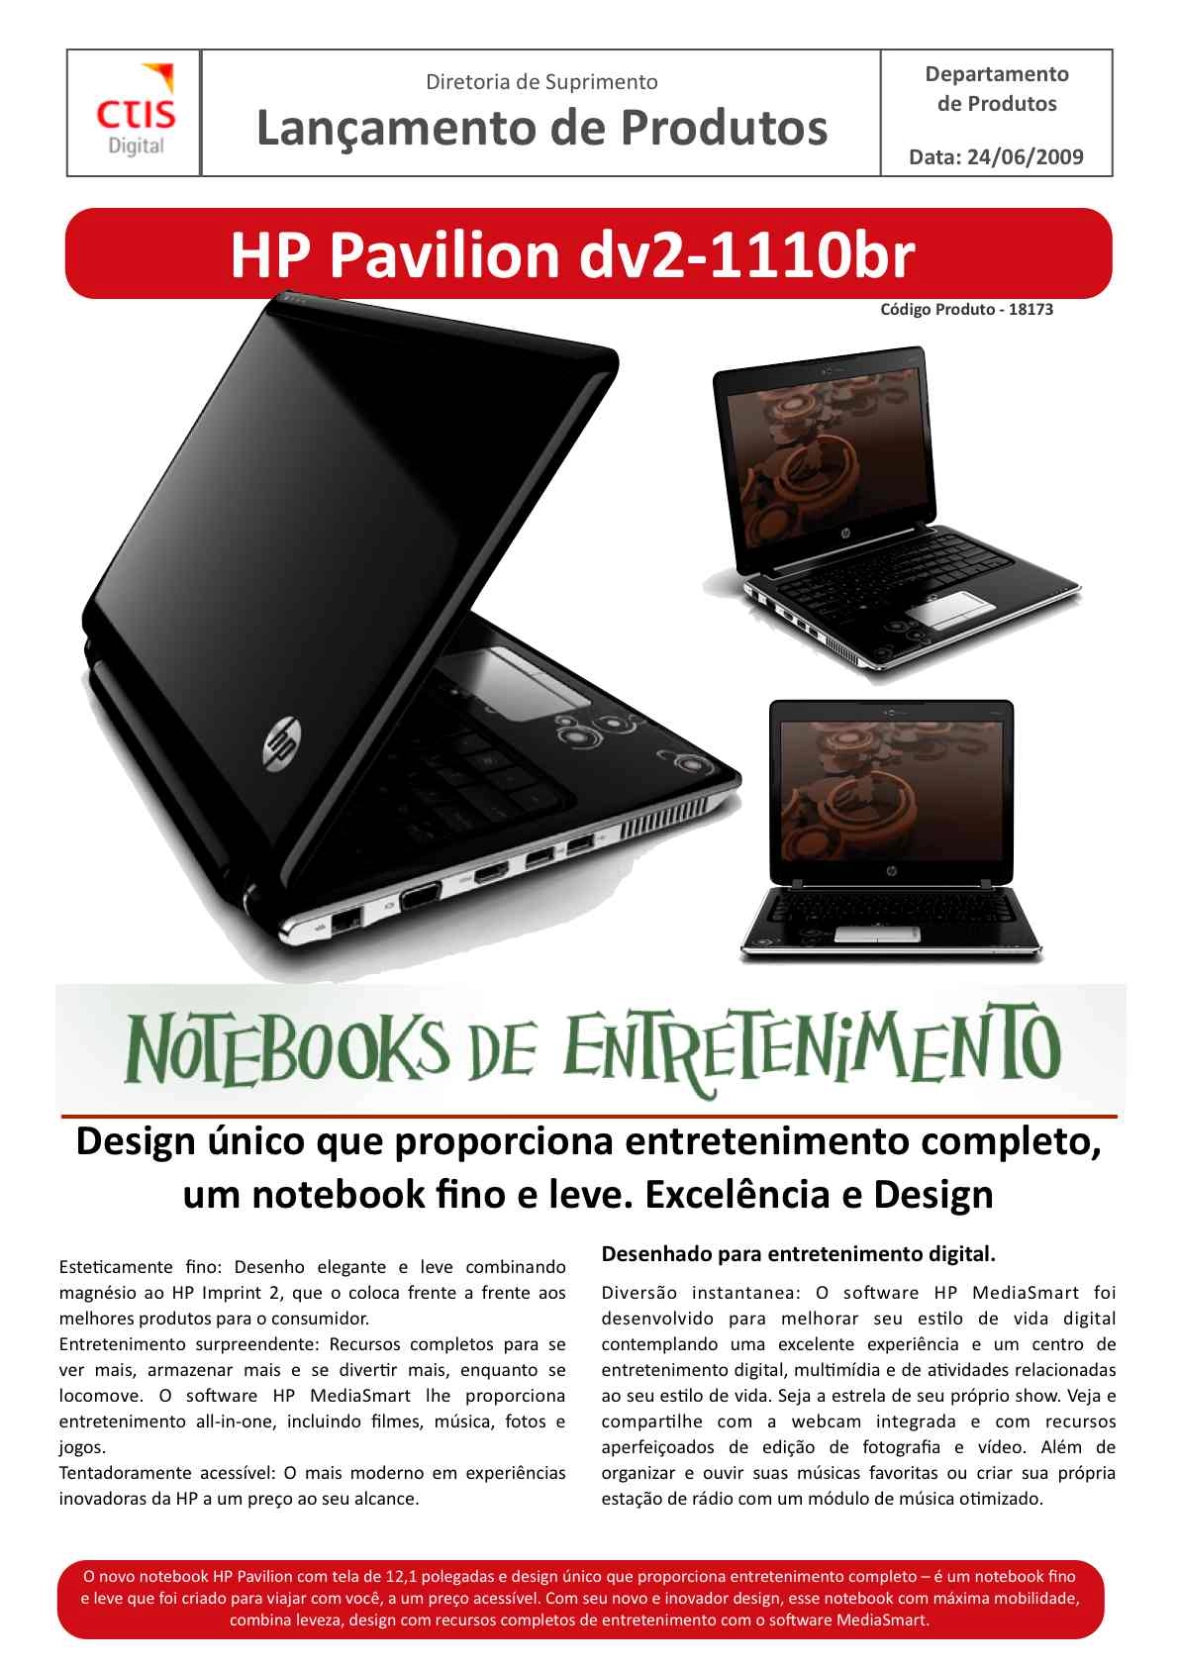 CTIS
Digital
Diretoria de Suprimento
Lançamento de Produtos
Departamento
de Produtos
Data: 24/06/2009
HP Pavilion dv2-1110br
Código Produto - 18173
hp
NOTEBOOKS DE ENTRETENiMENTO
Design único que proporciona entretenimento completo,
um notebook fino e leve. Excelência e Design
Esteticamente fino: Desenho elegante e leve combinando
magnésio ao HP Imprint 2, que o coloca frente a frente aos
melhores produtos para o consumidor.
Entretenimento surpreendente: Recursos completos para se
ver mais, armazenar mais e se divertir mais, enquanto se
locomove. O software HP MediaSmart lhe proporciona
entretenimento all-in-one, incluindo filmes, música, fotos e
jogos.
Tentadoramente acessível: O mais moderno em experiências
inovadoras da HP a um preço ao seu alcance.
Desenhado para entretenimento digital.
Diversão instantanea: O software HP MediaSmart foi
desenvolvido para melhorar seu estilo de vida digital
contemplando uma excelente experiência e um centro de
entretenimento digital, multimídia e de atividades relacionadas
ao seu estilo de vida. Seja a estrela de seu próprio show. Veja e
compartilhe com a webcam integrada e com recursos
aperfeiçoados de edição de fotografia e vídeo. Além de
organizar e ouvir suas músicas favoritas ou criar sua própria
estação de rádio com um módulo de música otimizado.
O novo notebook HP Pavilion com tela de 12,1 polegadas e design único que proporciona entretenimento completo – é um notebook fino
e leve que foi criado para viajar com você, a um preço acessível. Com seu novo e inovador design, esse notebook com máxima mobilidade,
combina leveza, design com recursos completos de entretenimento com o software MediaSmart.